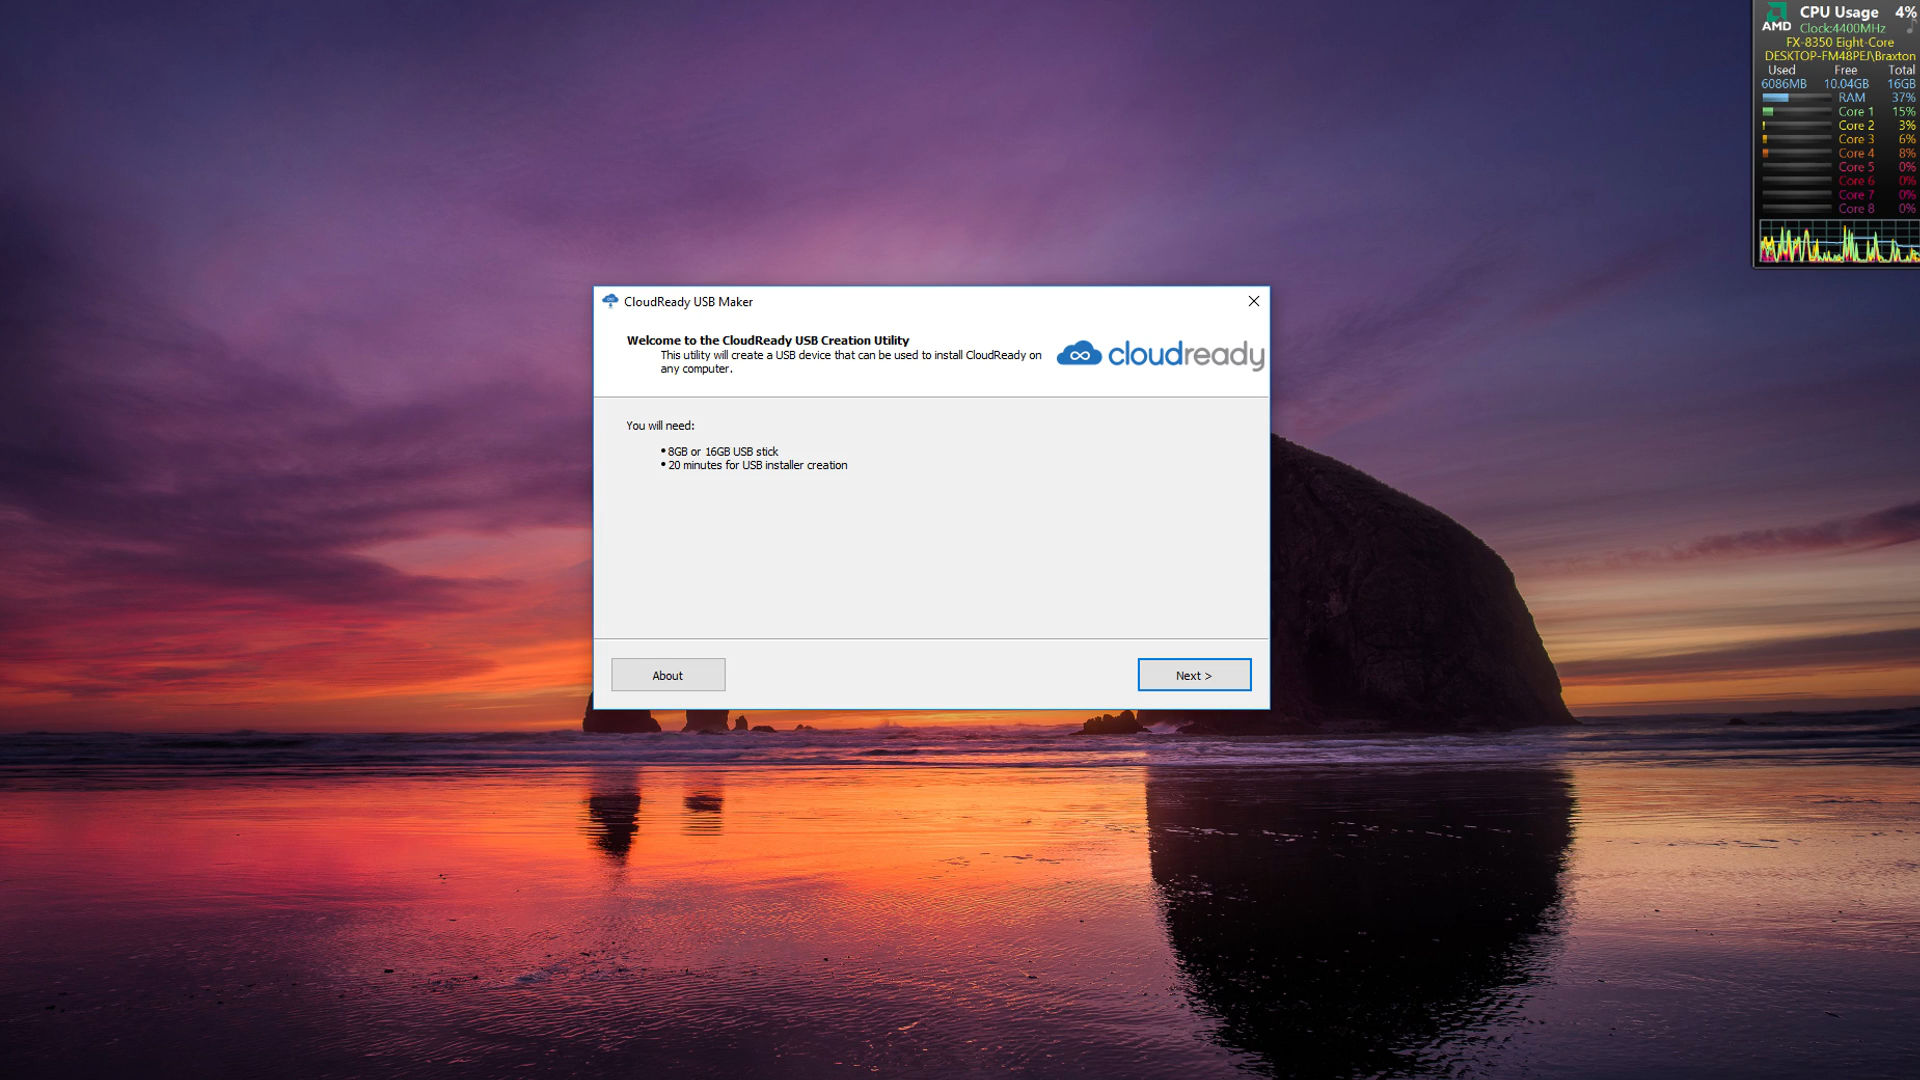 CPU Usage 4%
AMD
Clock:4400MHz
FX-8350 Eight-Core
DESKTOP-FM48PEJ\Braxton
Used Free Total
6086MB 10.04GB 16GB
RAM 37%
Core 1 15%
Core 2 3%
Core 3 6%
Core 4 8%
Core 5 0%
Core 6 0%
Core 7 0%
Core 8 0%
CloudReady USB Maker
Welcome to the CloudReady USB Creation Utility
This utility will create a USB device that can be used to install CloudReady on
any computer.
cloudready
You will need:
• 8GB or 16GB USB stick
• 20 minutes for USB installer creation
About
Next >